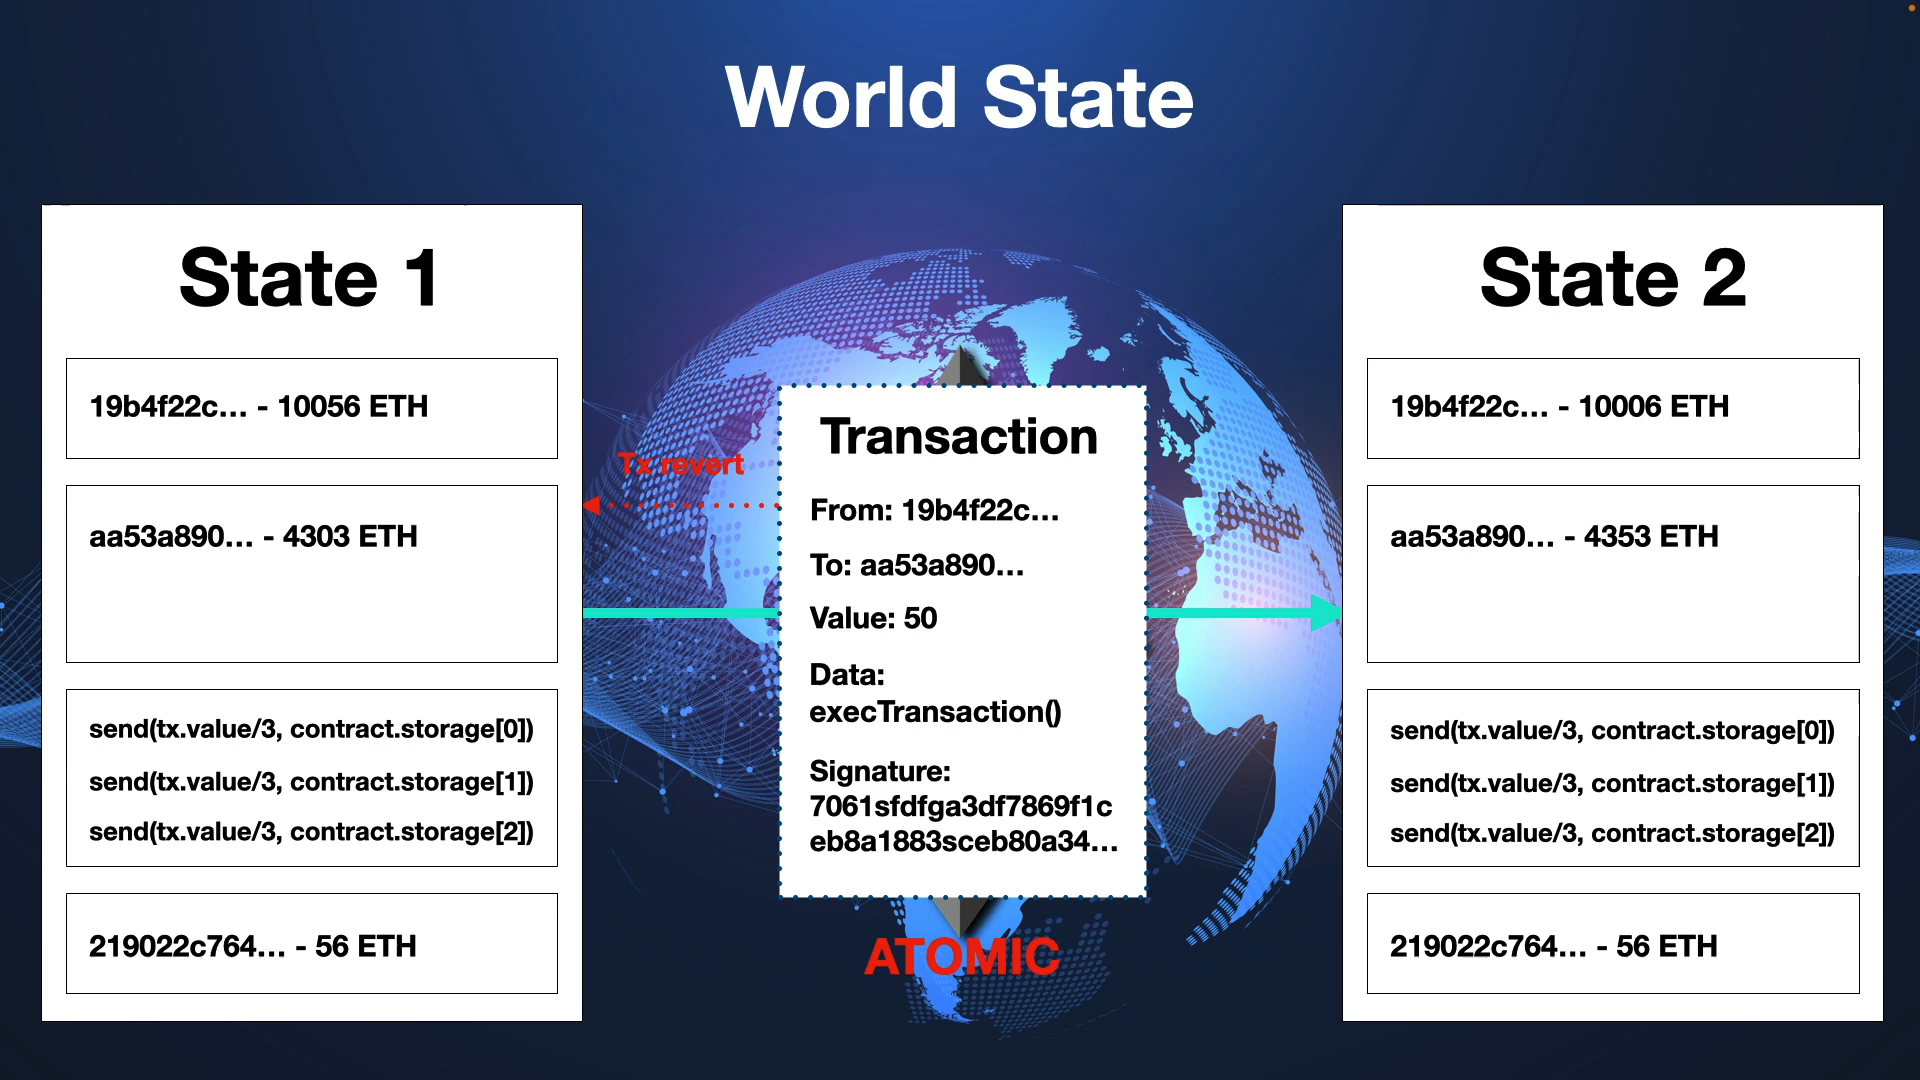 World State
State 1
19b4f22c... - 10056 ETH
aa53a890... - 4303 ETH
send(tx.value/3, contract.storage[0])
send(tx.value/3, contract.storage[1])
send(tx.value/3, contract.storage[2])
219022c764... - 56 ETH
Tx revert
Transaction
From: 19b4f22c...
To: aa53a890...
Value: 50
Data:
execTransaction()
Signature:
7061sfdfga3df7869f1c
eb8a1883sceb80a34...
ATOMIC
State 2
19b4f22c... - 10006 ETH
aa53a890... - 4353 ETH
send(tx.value/3, contract.storage[0])
send(tx.value/3, contract.storage[1])
send(tx.value/3, contract.storage[2])
219022c764... - 56 ETH